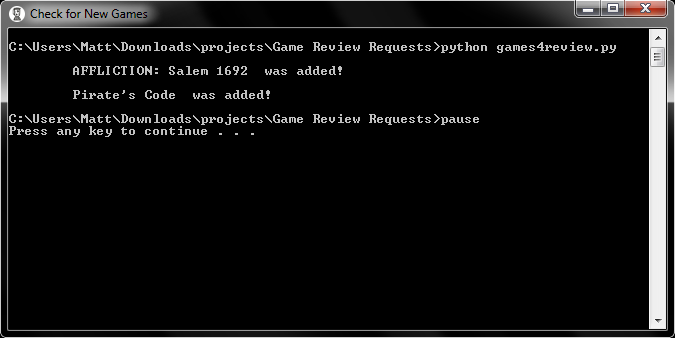 Check for New Games
C:\Users\Matt\Downloads\projects\Game Review Requests>python games4review.py
AFFLICTION: Salem 1692  was added!
Pirate's Code  was added!
C:\Users\Matt\Downloads\projects\Game Review Requests>pause
Press any key to continue . . .